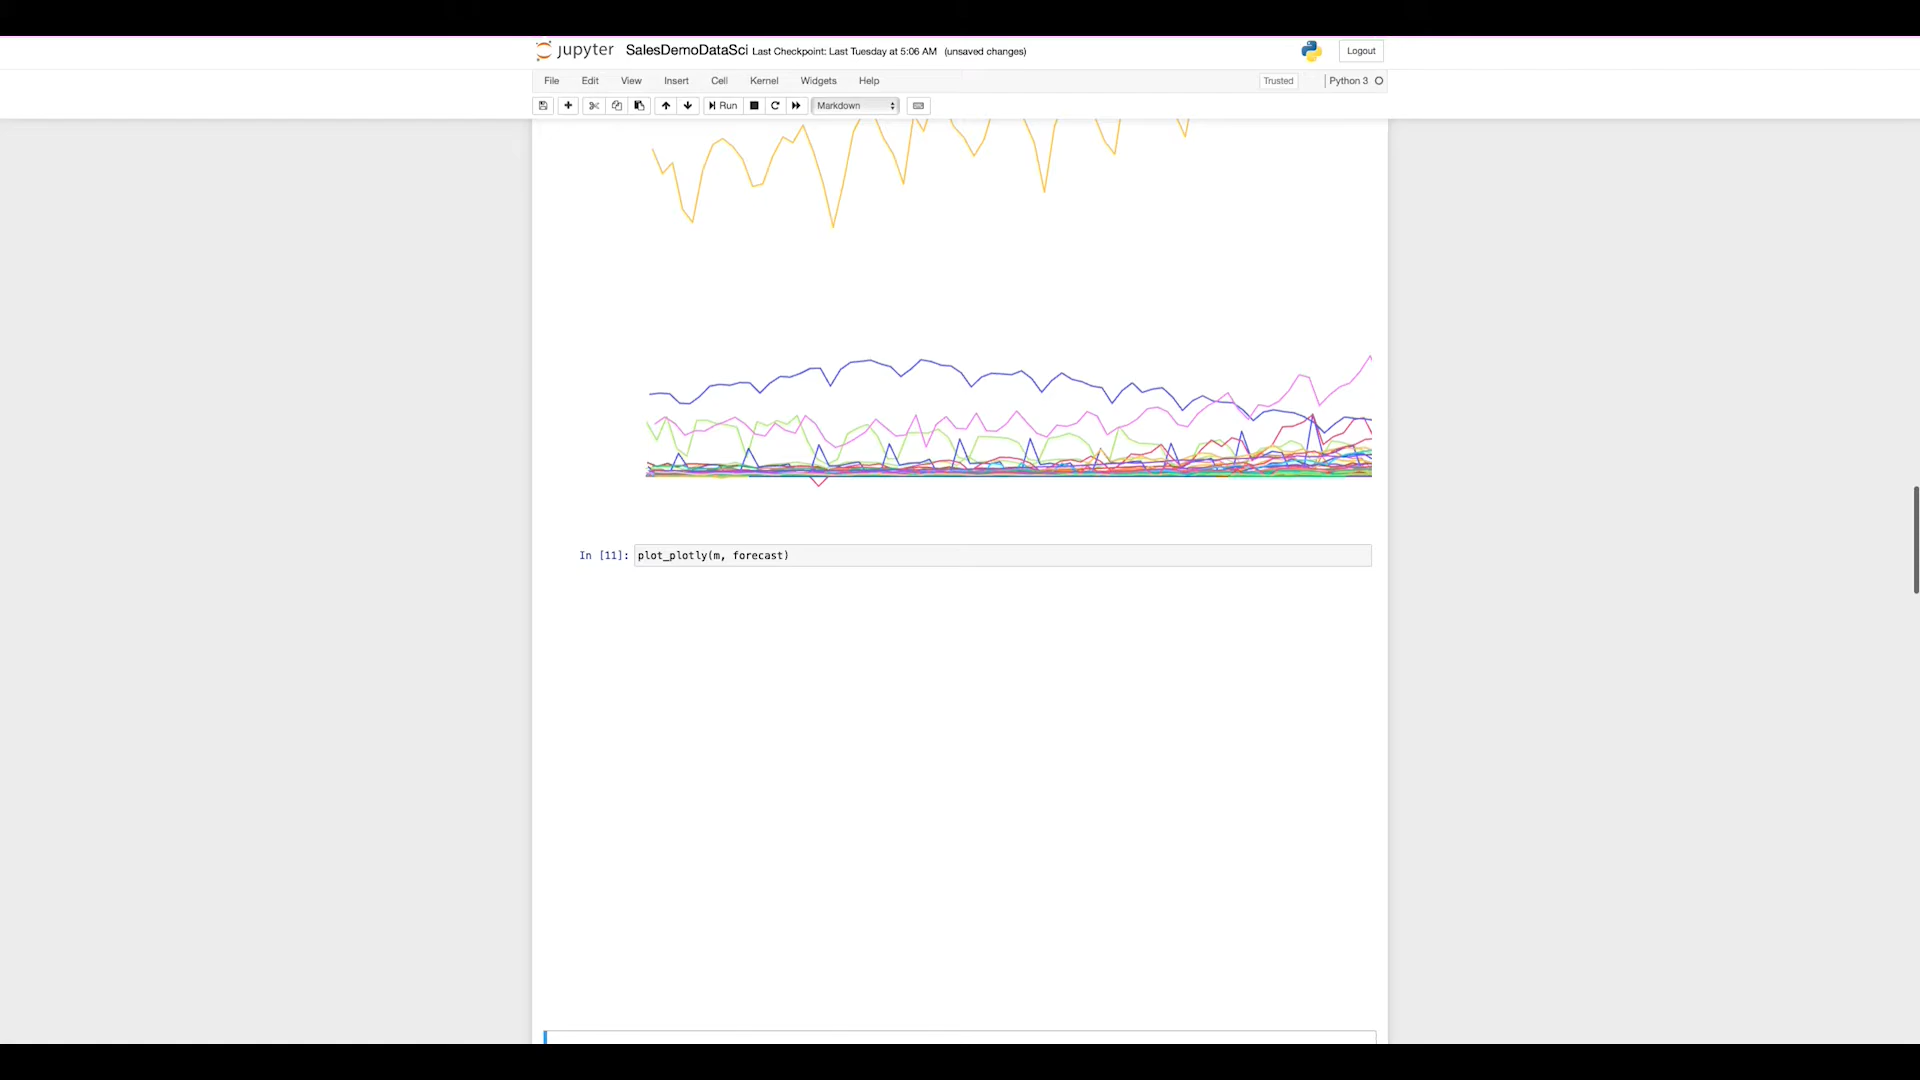 jupyter SalesDemoDataSci Last Checkpoint: Last Tuesday at 5:06 AM (unsaved changes) Logout
File Edit View Insert Cell Kernel Widgets Help Trusted Python 3
Run Markdown
In [11]: plot_plotly(m, forecast)